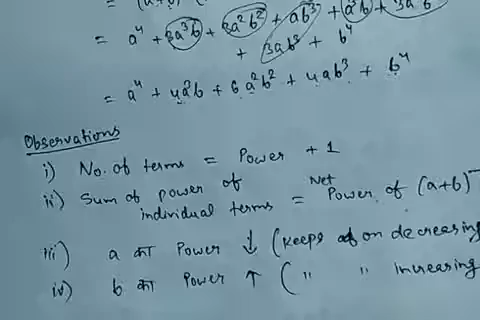 = a⁴ + 3a³b + 3a²b² + ab³ + a³b + 3a²b²
+ 3ab³ + b⁴
= a⁴ + 4a³b + 6a²b² + 4ab³ + b⁴
Observations
i) No. of terms = Power + 1
ii) Sum of power of individual terms = Net Power of (a+b)
iii) a का Power ↓ (Keeps on decreasing
iv) b का Power ↑ ( " " increasing